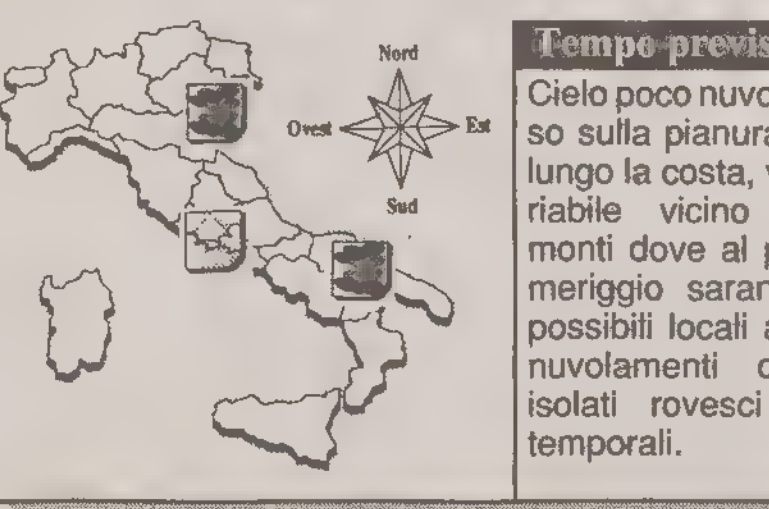 Nord
Ovest
Est
Sud
Tempo previs
Cielo poco nuvo
so sulla pianura
lungo la costa, v
riabile vicino
monti dove al p
meriggio saran
possibili locali a
nuvolamenti c
isolati rovesci
temporali.